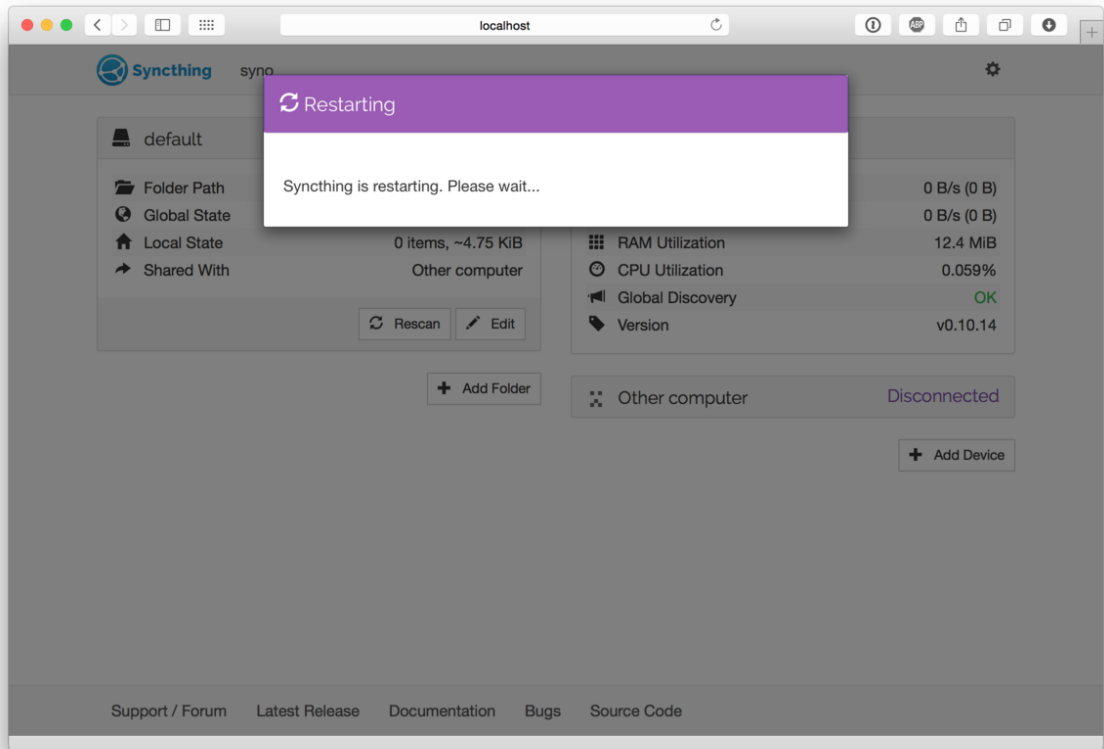 localhost
ABP
Syncthing syno
Restarting
Syncthing is restarting. Please wait...
default
Folder Path
Global State
Local State 0 items, ~4.75 KiB
Shared With Other computer
Rescan Edit
Add Folder
0 B/s (0 B)
0 B/s (0 B)
RAM Utilization 12.4 MiB
CPU Utilization 0.059%
Global Discovery OK
Version v0.10.14
Other computer Disconnected
Add Device
Support / Forum Latest Release Documentation Bugs Source Code